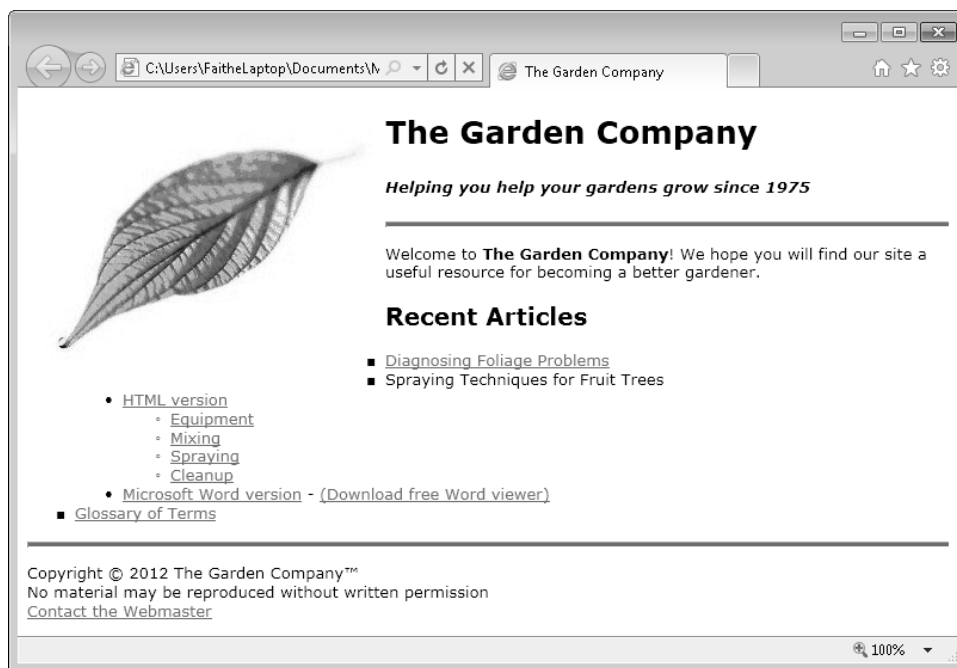 C:\Users\FaitheLaptop\Documents\M
The Garden Company
The Garden Company
Helping you help your gardens grow since 1975
Welcome to The Garden Company! We hope you will find our site a
useful resource for becoming a better gardener.
Recent Articles
Diagnosing Foliage Problems
Spraying Techniques for Fruit Trees
HTML version
Equipment
Mixing
Spraying
Cleanup
Microsoft Word version - (Download free Word viewer)
Glossary of Terms
Copyright © 2012 The Garden Company™
No material may be reproduced without written permission
Contact the Webmaster
100%